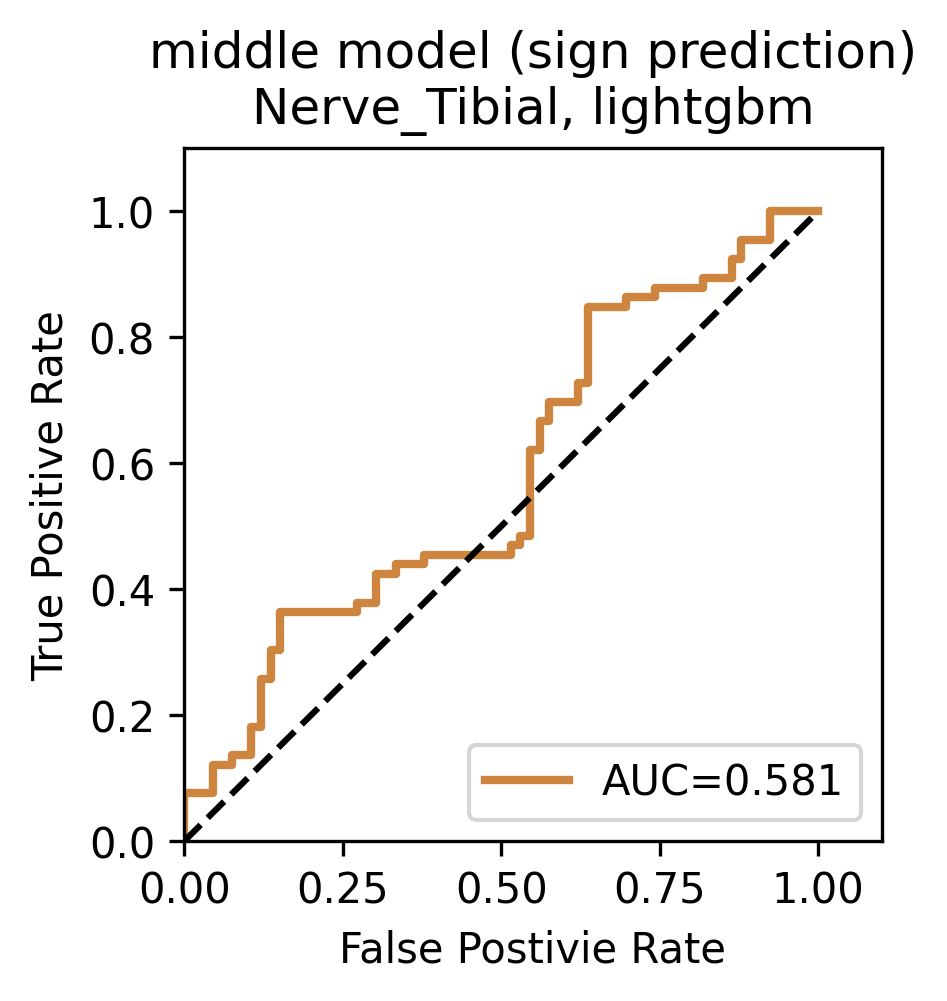 middle model (sign prediction)
Nerve_Tibial, lightgbm
True Positive Rate
1.0
0.8
0.6
0.4
0.2
0.0
AUC=0.581
0.00 0.25 0.50 0.75 1.00
False Postivie Rate